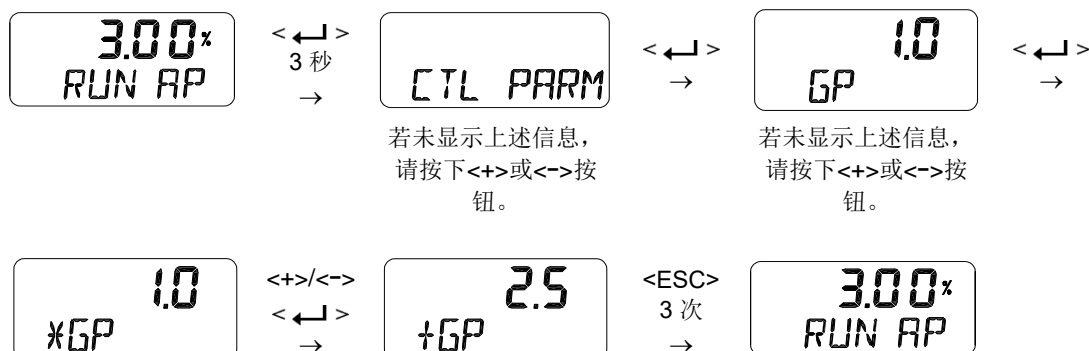 3.00%
RUN AP
< ↵ >
3 秒
→
CTL PARM
若未显示上述信息，
请按下<+>或<->按
钮。
< ↵ >
→
1.0
GP
若未显示上述信息，
请按下<+>或<->按
钮。
< ↵ >
→
1.0
*GP
<+>/<->
< ↵ >
→
2.5
+GP
<ESC>
3 次
→
3.00%
RUN AP